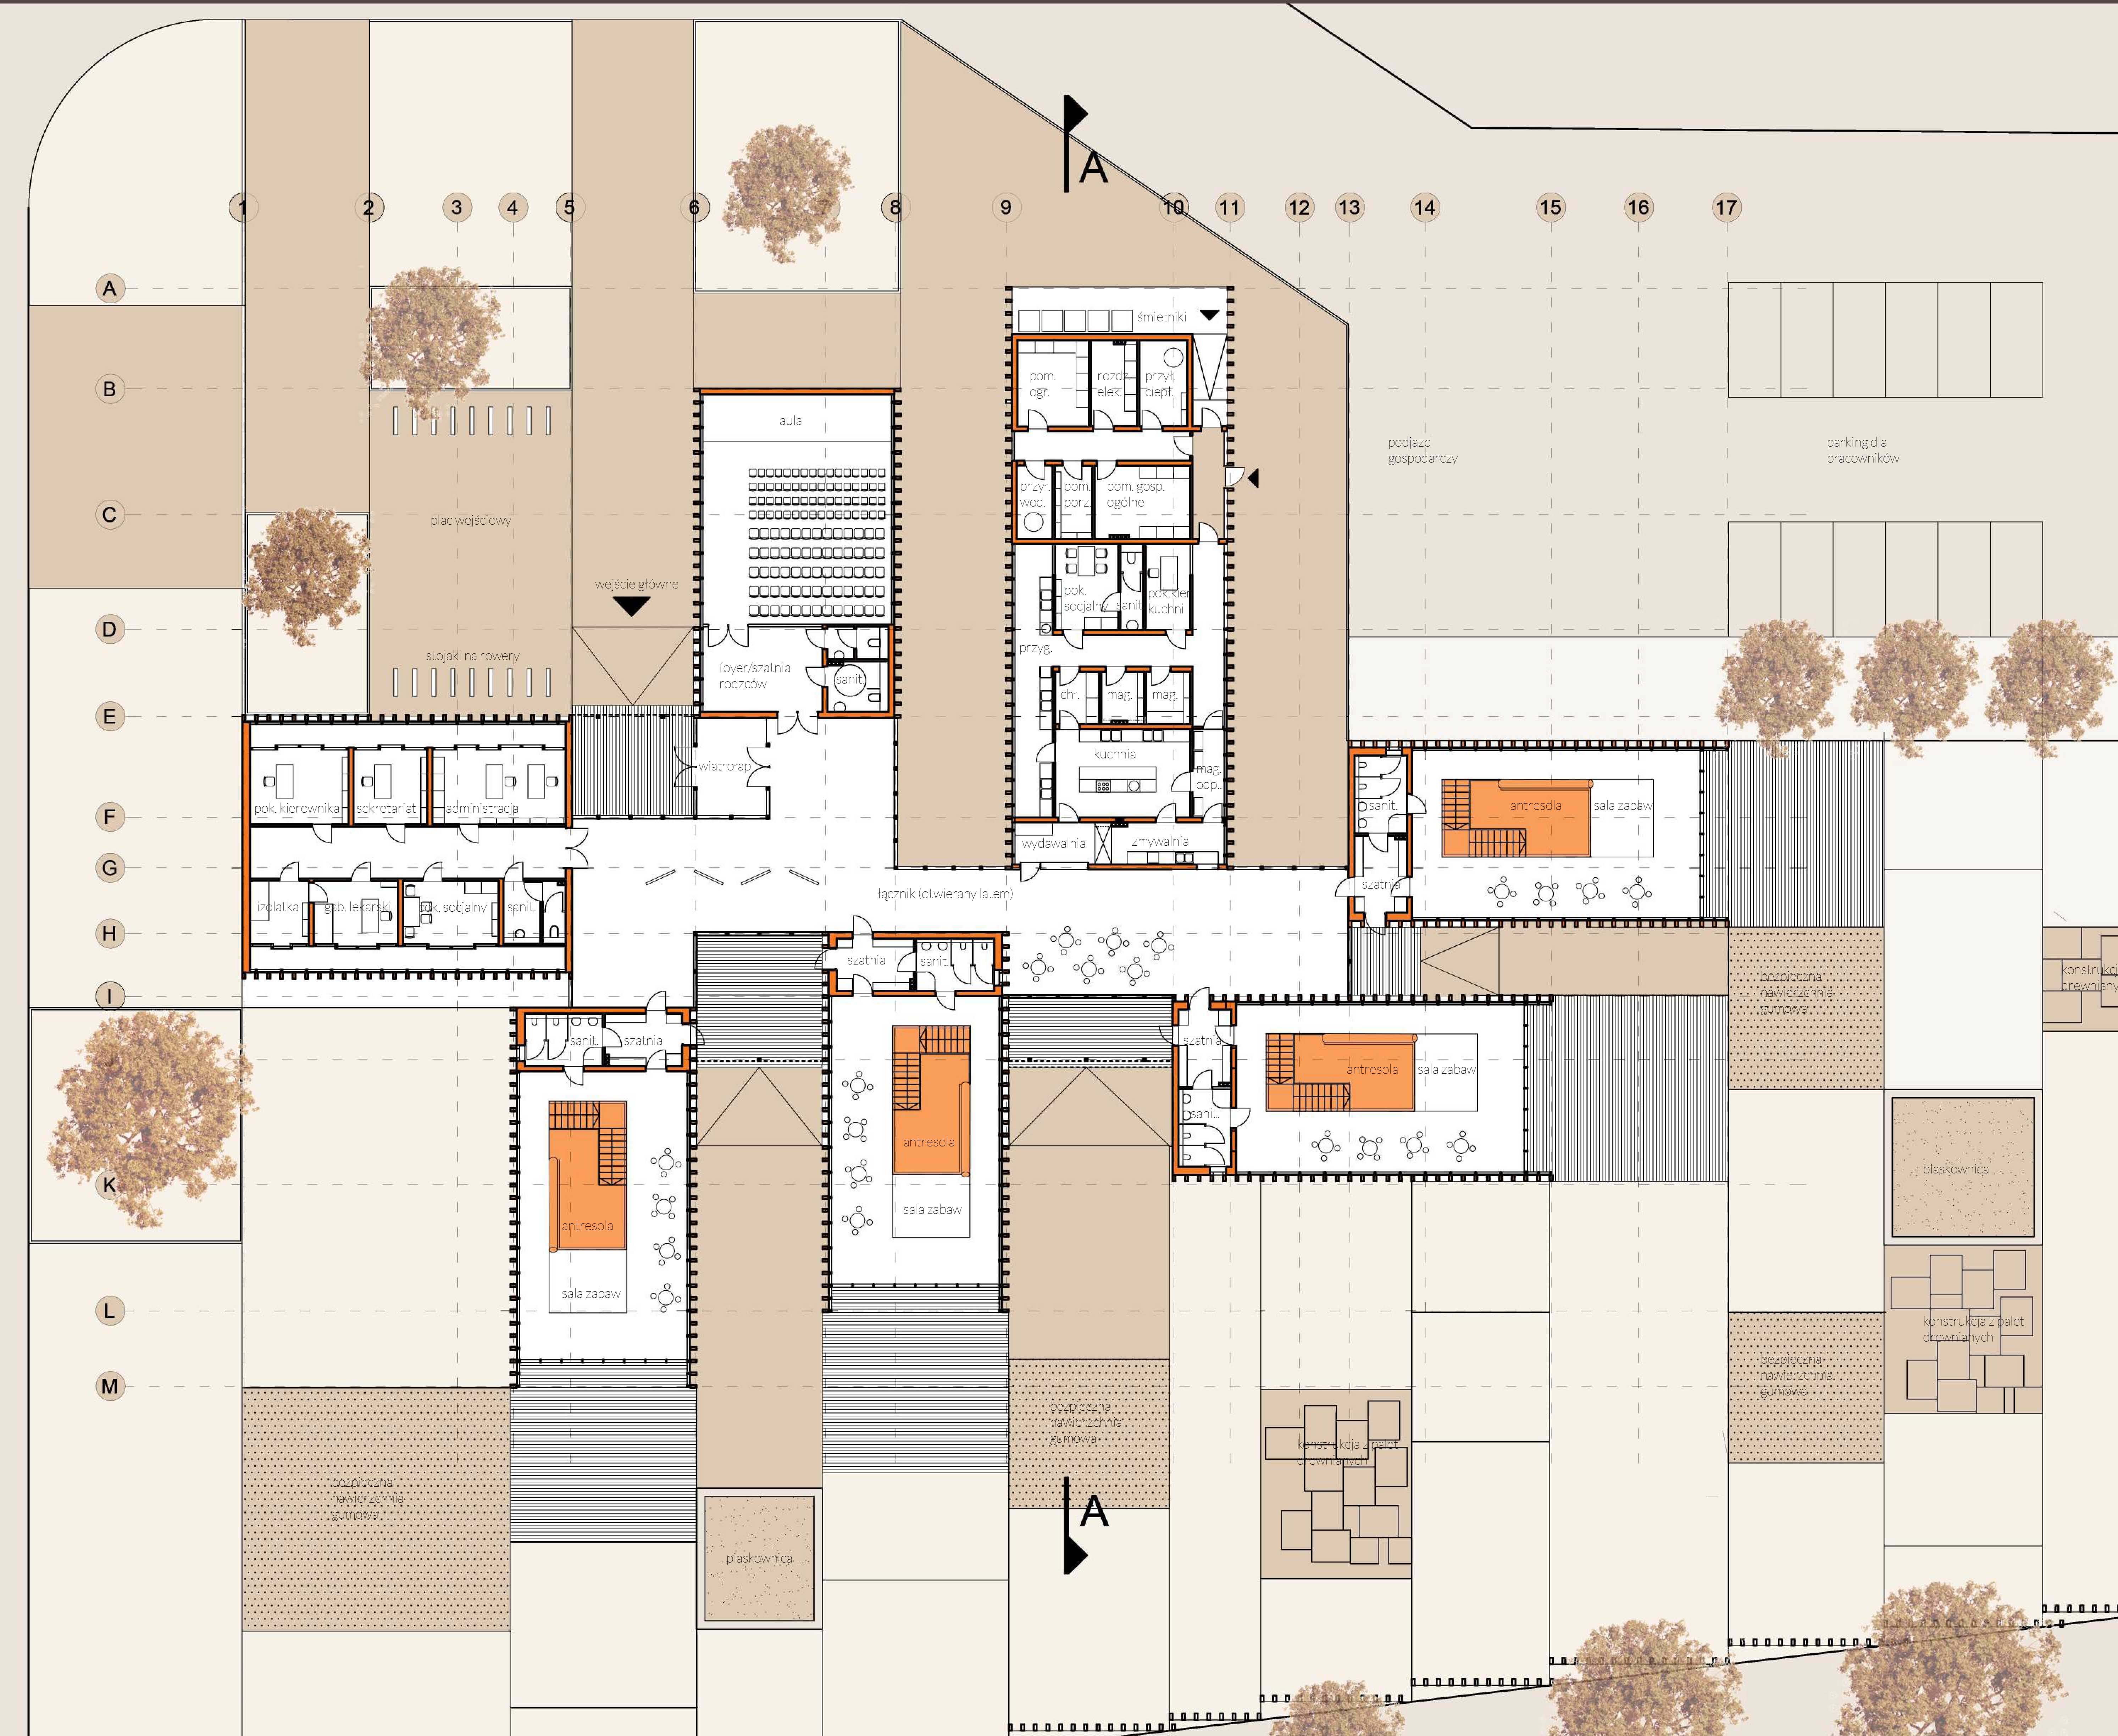 A
1
2
3
4
5
6
8
9
10
11
12
13
14
15
16
17
A
B
C
D
E
F
G
H
I
K
L
M
śmietniki
pom.
ogr.
rozdz.
elek.
przył.
ciepł.
aula
podjazd
gospodarczy
parking dla
pracowników
przył.
wod.
pom.
porz.
pom. gosp.
ogólne
plac wejściowy
wejście główne
pok.
socjalny
sanit.
pok.kier
kuchni
stojaki na rowery
foyer/szatnia
rodzców
sanit.
przyg.
chł.
mag.
mag.
kuchnia
mag.
odp.
wiatrołap
pok. kierownika
sekretariat
administracja
sanit.
antresola
sala zabaw
wydawalnia
zmywalnia
szatnia
łącznik (otwierany latem)
izolatka
gab. lekarski
pok. socjalny
sanit.
szatnia
sanit.
bezpieczna
nawierzchnia
gumowa
konstrukcj
drewniany
sanit.
szatnia
szatnia
antresola
sala zabaw
sanit.
antresola
piaskownica
sala zabaw
antresola
sala zabaw
konstrukcja z palet
drewnianych
bezpieczna
nawierzchnia
gumowa
bezpieczna
nawierzchnia
gumowa
konstrukcja z palet
drewnianych
bezpieczna
nawierzchnia
gumowa
A
piaskownica